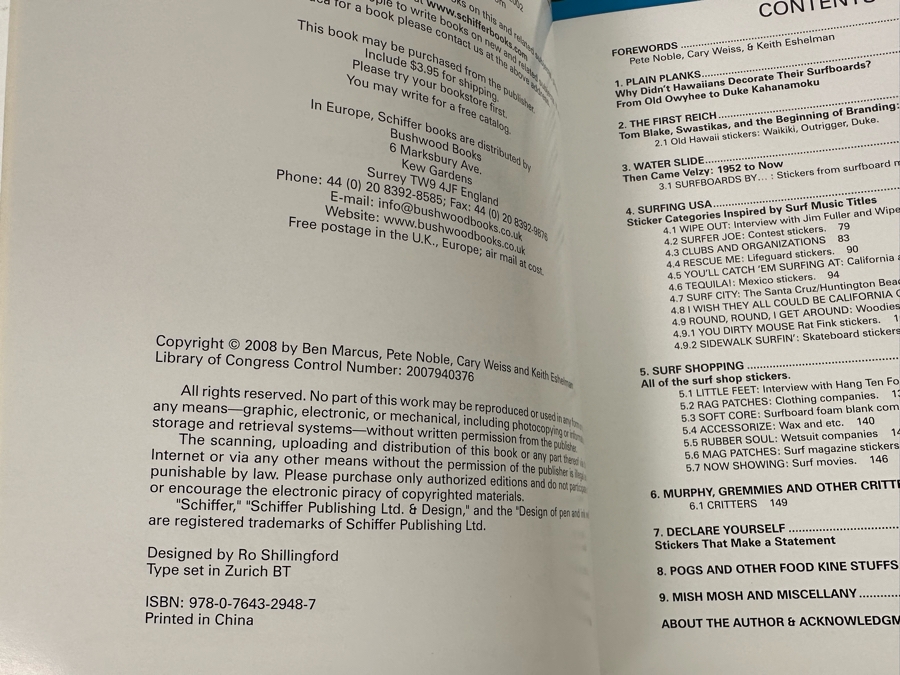 ople to write books on new and related
for a book please contact us at the above address.
This book may be purchased from the publisher.
Include $3.95 for shipping.
Please try your bookstore first.
You may write for a free catalog.
In Europe, Schiffer books are distributed by
Bushwood Books
6 Marksbury Ave.
Kew Gardens
Surrey TW9 4JF England
Phone: 44 (0) 20 8392-8585; Fax: 44 (0) 20 8392-9876
E-mail: info@bushwoodbooks.co.uk
Website: www.bushwoodbooks.co.uk
Free postage in the U.K., Europe; air mail at cost.
Copyright © 2008 by Ben Marcus, Pete Noble, Cary Weiss and Keith Eshelman
Library of Congress Control Number: 2007940376
All rights reserved. No part of this work may be reproduced or used in any
any means—graphic, electronic, or mechanical, including photocopying or
storage and retrieval systems—without written permission from the publisher.
The scanning, uploading and distribution of this book or any part
Internet or via any other means without the permission of the publisher is
punishable by law. Please purchase only authorized editions and do not
or encourage the electronic piracy of copyrighted materials.
"Schiffer," "Schiffer Publishing Ltd. & Design," and the "Design of pen and
are registered trademarks of Schiffer Publishing Ltd.
Designed by Ro Shillingford
Type set in Zurich BT
ISBN: 978-0-7643-2948-7
Printed in China
CONTENTS
FOREWORDS
Pete Noble, Cary Weiss, & Keith Eshelman
1. PLAIN PLANKS
Why Didn't Hawaiians Decorate Their Surfboards?
From Old Owyhee to Duke Kahanamoku
2. THE FIRST REICH
Tom Blake, Swastikas, and the Beginning of Branding:
2.1 Old Hawaii stickers: Waikiki, Outrigger, Duke.
3. WATER SLIDE
Then Came Velzy: 1952 to Now
3.1 SURFBOARDS BY... : Stickers from surfboard m
4. SURFING USA
Sticker Categories Inspired by Surf Music Titles
4.1 WIPE OUT: Interview with Jim Fuller and Wipe
4.2 SURFER JOE: Contest stickers. 79
4.3 CLUBS AND ORGANIZATIONS 83
4.4 RESCUE ME: Lifeguard stickers. 90
4.5 YOU'LL CATCH 'EM SURFING AT: California a
4.6 TEQUILA!: Mexico stickers. 94
4.7 SURF CITY: The Santa Cruz/Huntington Beac
4.8 I WISH THEY ALL COULD BE CALIFORNIA
4.9 ROUND, ROUND, I GET AROUND: Woodies
4.9.1 YOU DIRTY MOUSE Rat Fink stickers.
4.9.2 SIDEWALK SURFIN': Skateboard stickers
5. SURF SHOPPING
All of the surf shop stickers.
5.1 LITTLE FEET: Interview with Hang Ten Fo
5.2 RAG PATCHES: Clothing companies.
5.3 SOFT CORE: Surfboard foam blank com
5.4 ACCESSORIZE: Wax and etc. 140
5.5 RUBBER SOUL: Wetsuit companies
5.6 MAG PATCHES: Surf magazine stickers
5.7 NOW SHOWING: Surf movies. 146
6. MURPHY, GREMMIES AND OTHER CRITTE
6.1 CRITTERS 149
7. DECLARE YOURSELF
Stickers That Make a Statement
8. POGS AND OTHER FOOD KINE STUFFS
9. MISH MOSH AND MISCELLANY
ABOUT THE AUTHOR & ACKNOWLEDGM